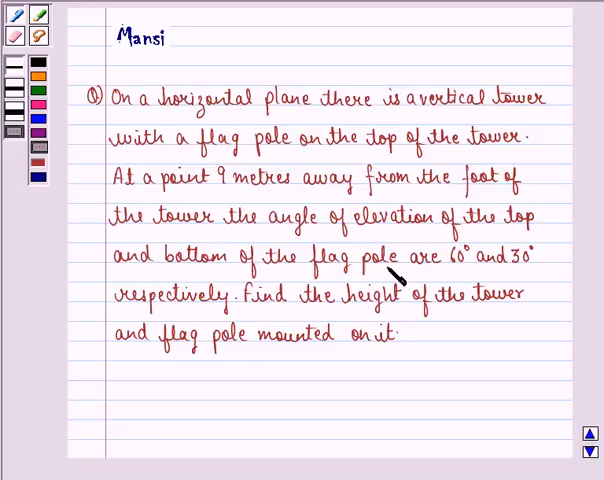 Mansi
Q) On a horizontal plane there is a vertical tower
with a flag pole on the top of the tower.
At a point 9 metres away from the foot of
the tower the angle of elevation of the top
and bottom of the flag pole are 60° and 30°
respectively. Find the height of the tower
and flag pole mounted on it.